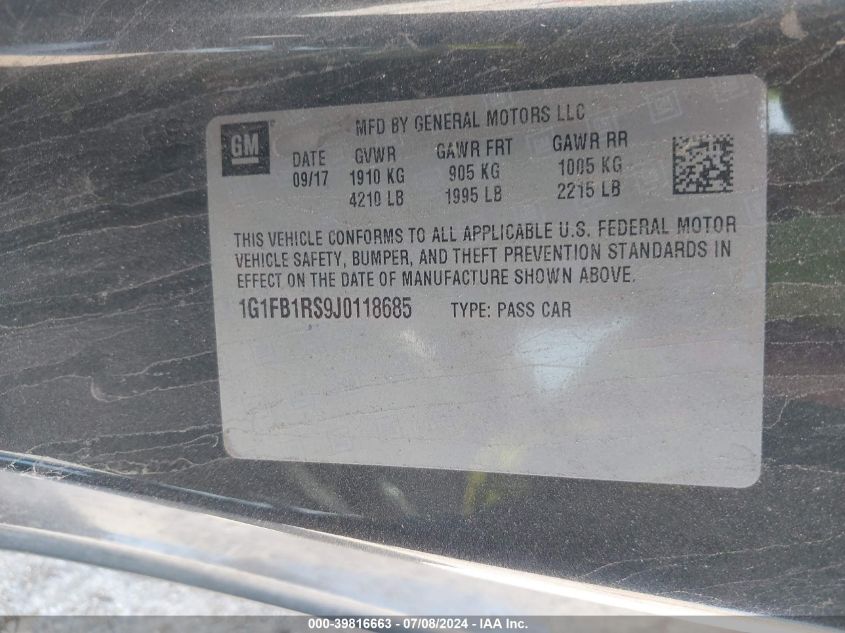 MFD BY GENERAL MOTORS LLC
GM
DATE GVWR GAWR FRT GAWR RR
09/17 1910 KG 905 KG 1005 KG
4210 LB 1995 LB 2215 LB
THIS VEHICLE CONFORMS TO ALL APPLICABLE U.S. FEDERAL MOTOR
VEHICLE SAFETY, BUMPER, AND THEFT PREVENTION STANDARDS IN
EFFECT ON THE DATE OF MANUFACTURE SHOWN ABOVE.
1G1FB1RS9J0118685 TYPE: PASS CAR
000-39816663 - 07/08/2024 - IAA Inc.